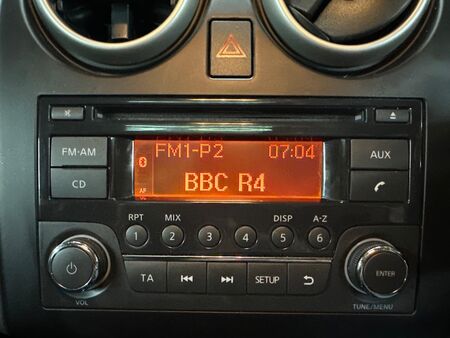 FM·AM
CD
FM1-P2 07:04
AF
BBC R4
AUX
RPT MIX DISP A-Z
1 2 3 4 5 6
TA SETUP ENTER
VOL TUNE/MENU